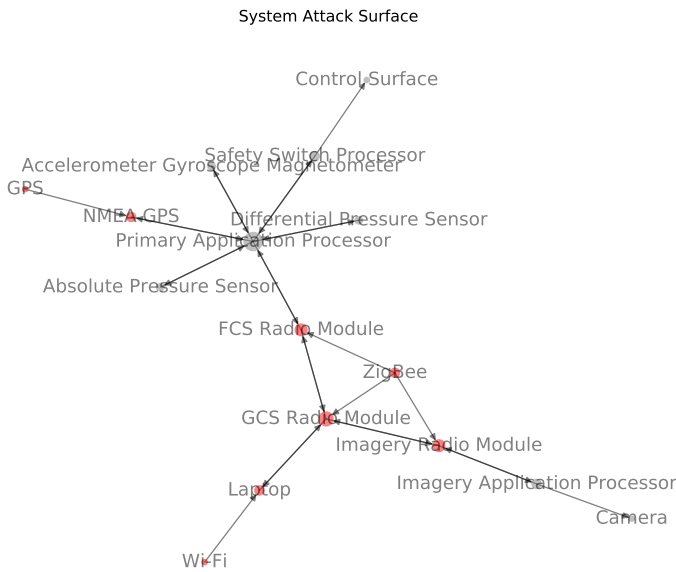 System Attack Surface
Control Surface
Safety Switch Processor
Accelerometer Gyroscope Magnetometer
GPS
NMEA GPS
Differential Pressure Sensor
Primary Application Processor
Absolute Pressure Sensor
FCS Radio Module
ZigBee
GCS Radio Module
Imagery Radio Module
Imagery Application Processor
Laptop
Camera
Wi-Fi